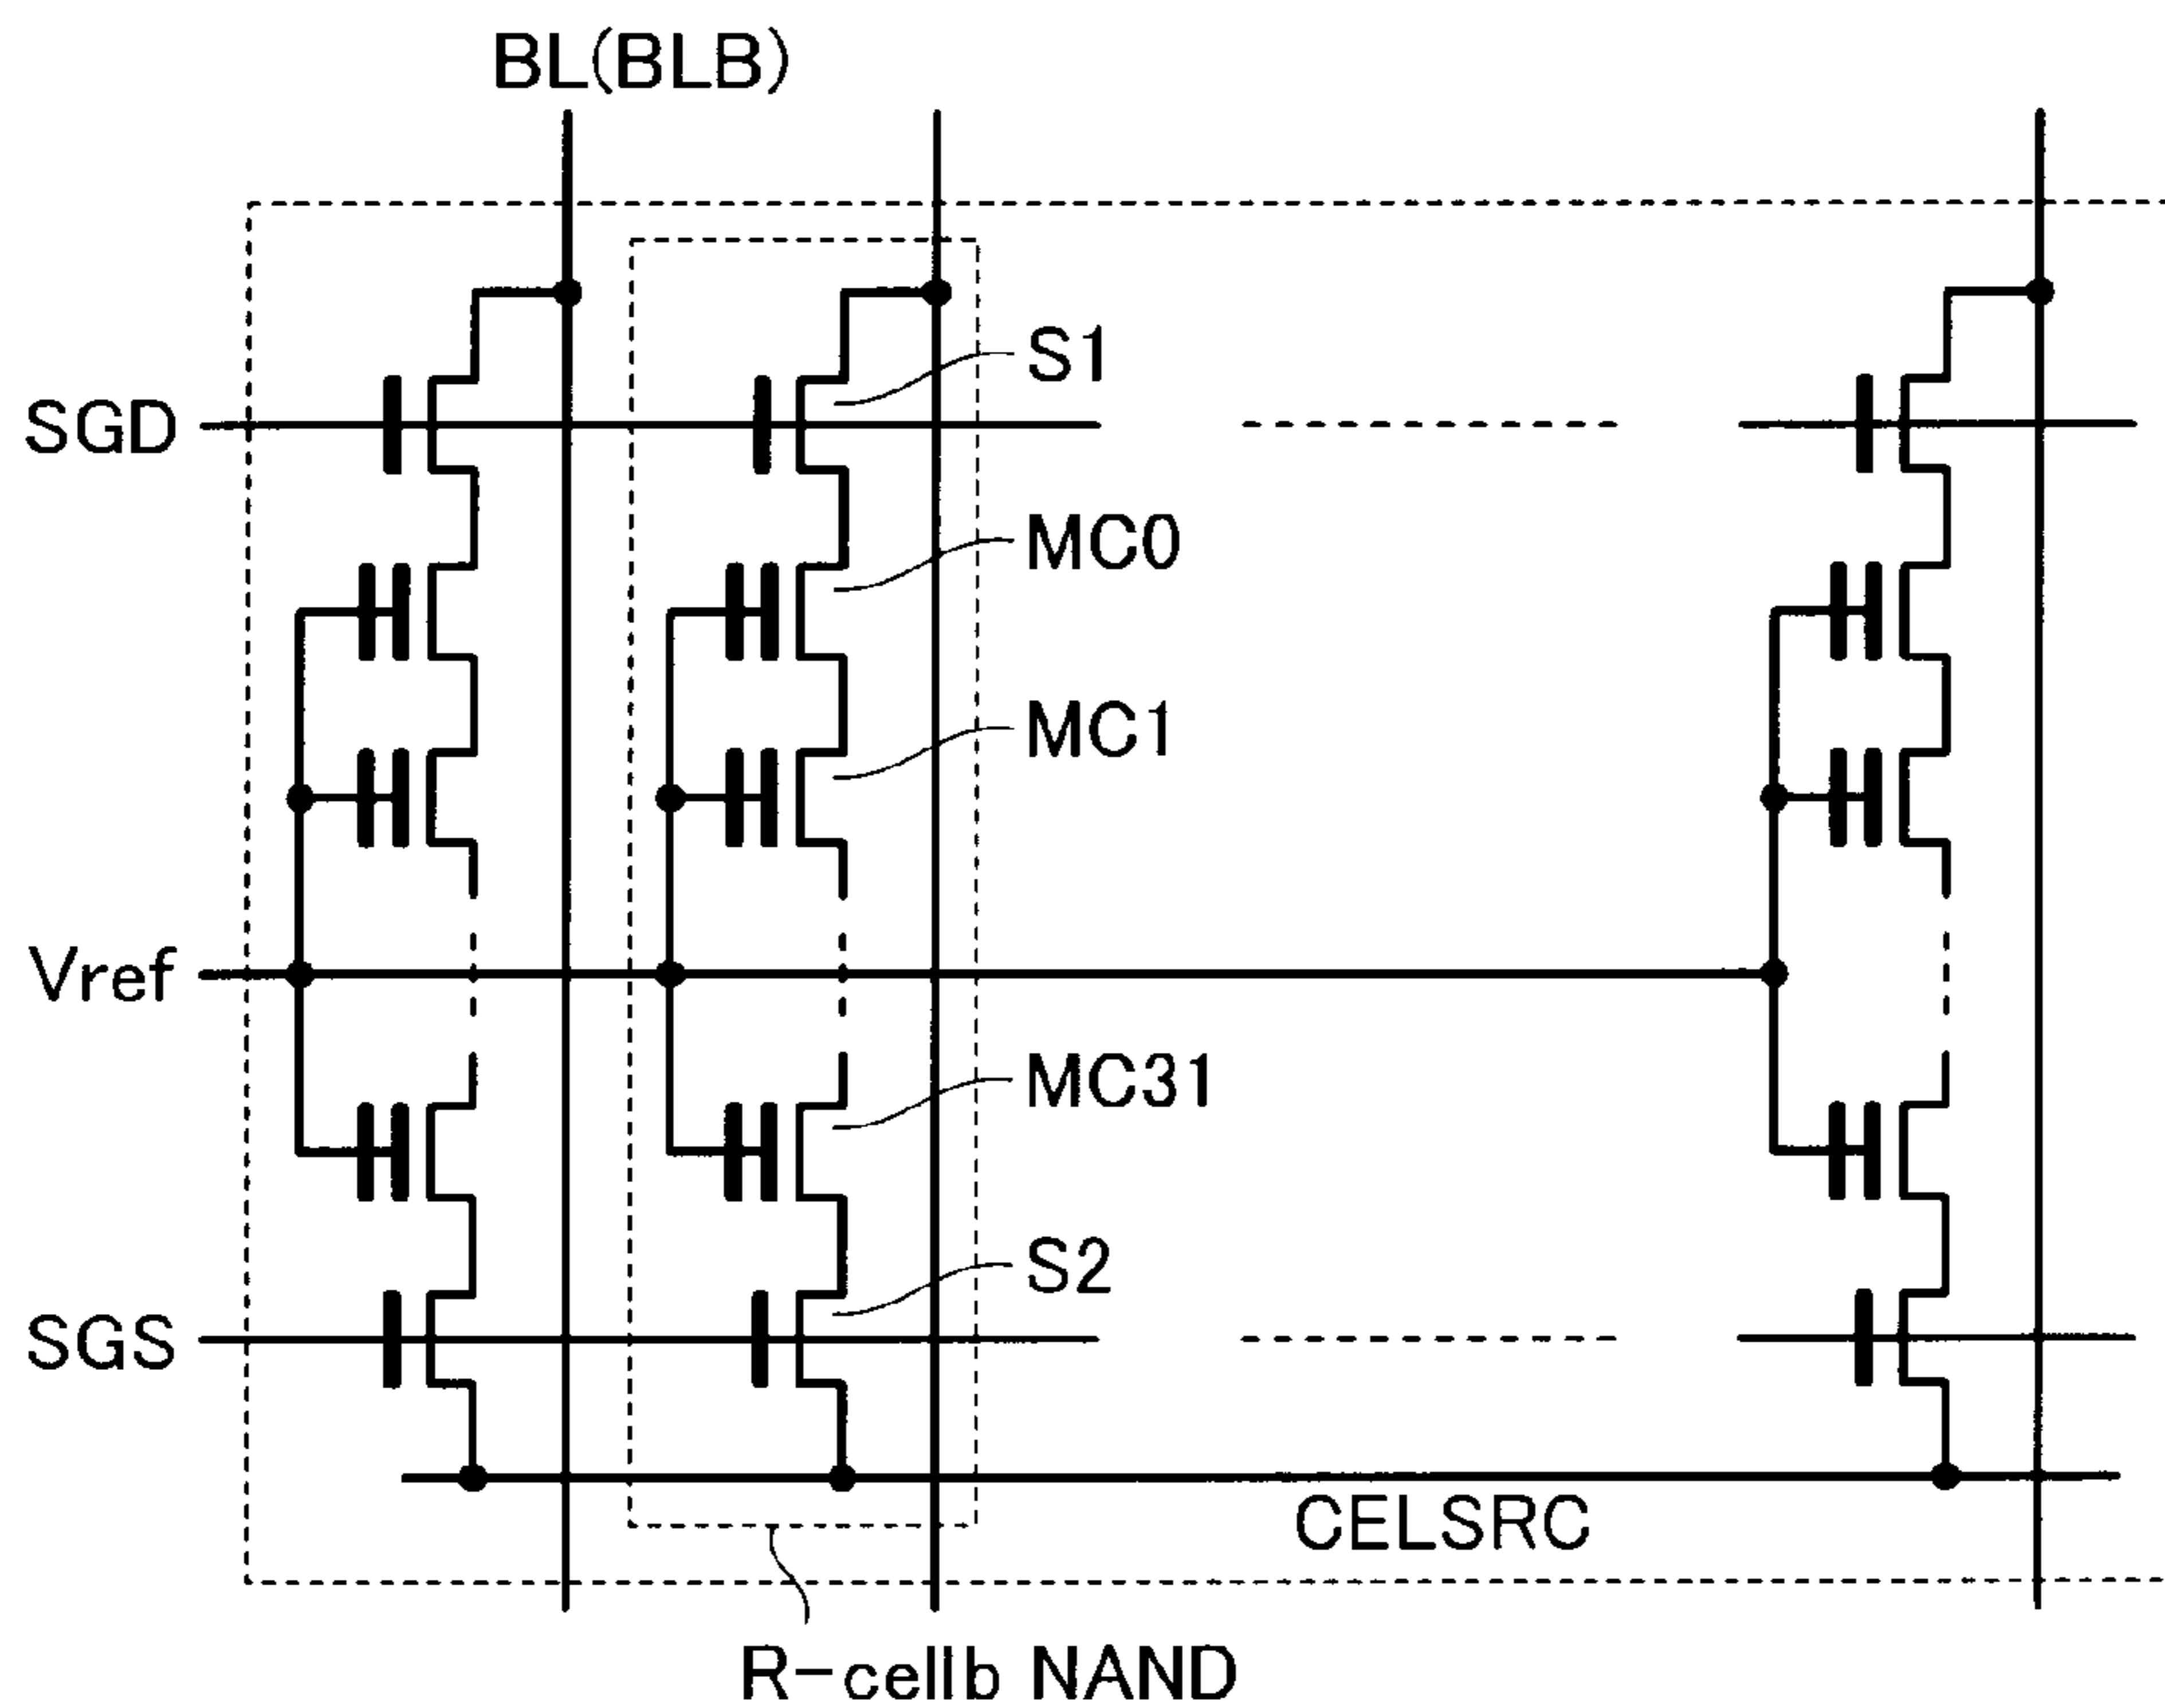 BL(BLB)
S1
SGD
MC0
MC1
Vref
MC31
S2
SGS
CELSRC
R-cellb NAND